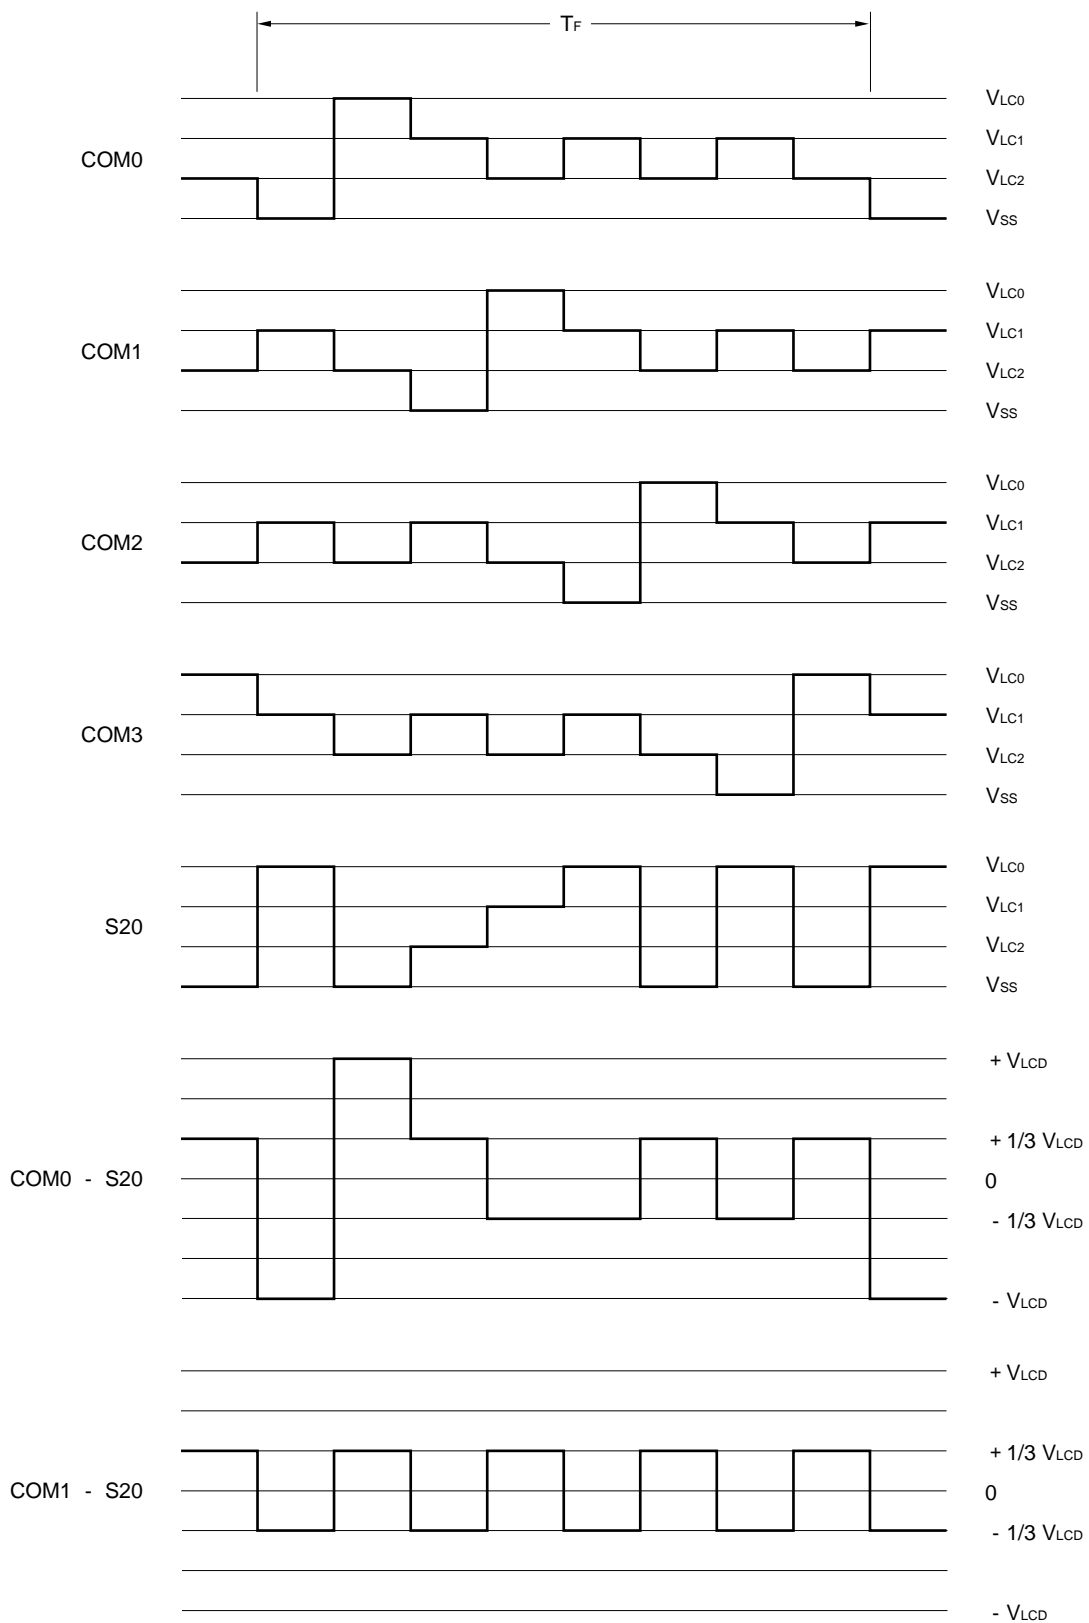 TF
VLC0
VLC1
COM0
VLC2
VSS
VLC0
VLC1
COM1
VLC2
VSS
VLC0
VLC1
COM2
VLC2
VSS
VLC0
VLC1
COM3
VLC2
VSS
VLC0
VLC1
S20
VLC2
VSS
+ VLCD
+ 1/3 VLCD
COM0 - S20
0
- 1/3 VLCD
- VLCD
+ VLCD
+ 1/3 VLCD
COM1 - S20
0
- 1/3 VLCD
- VLCD